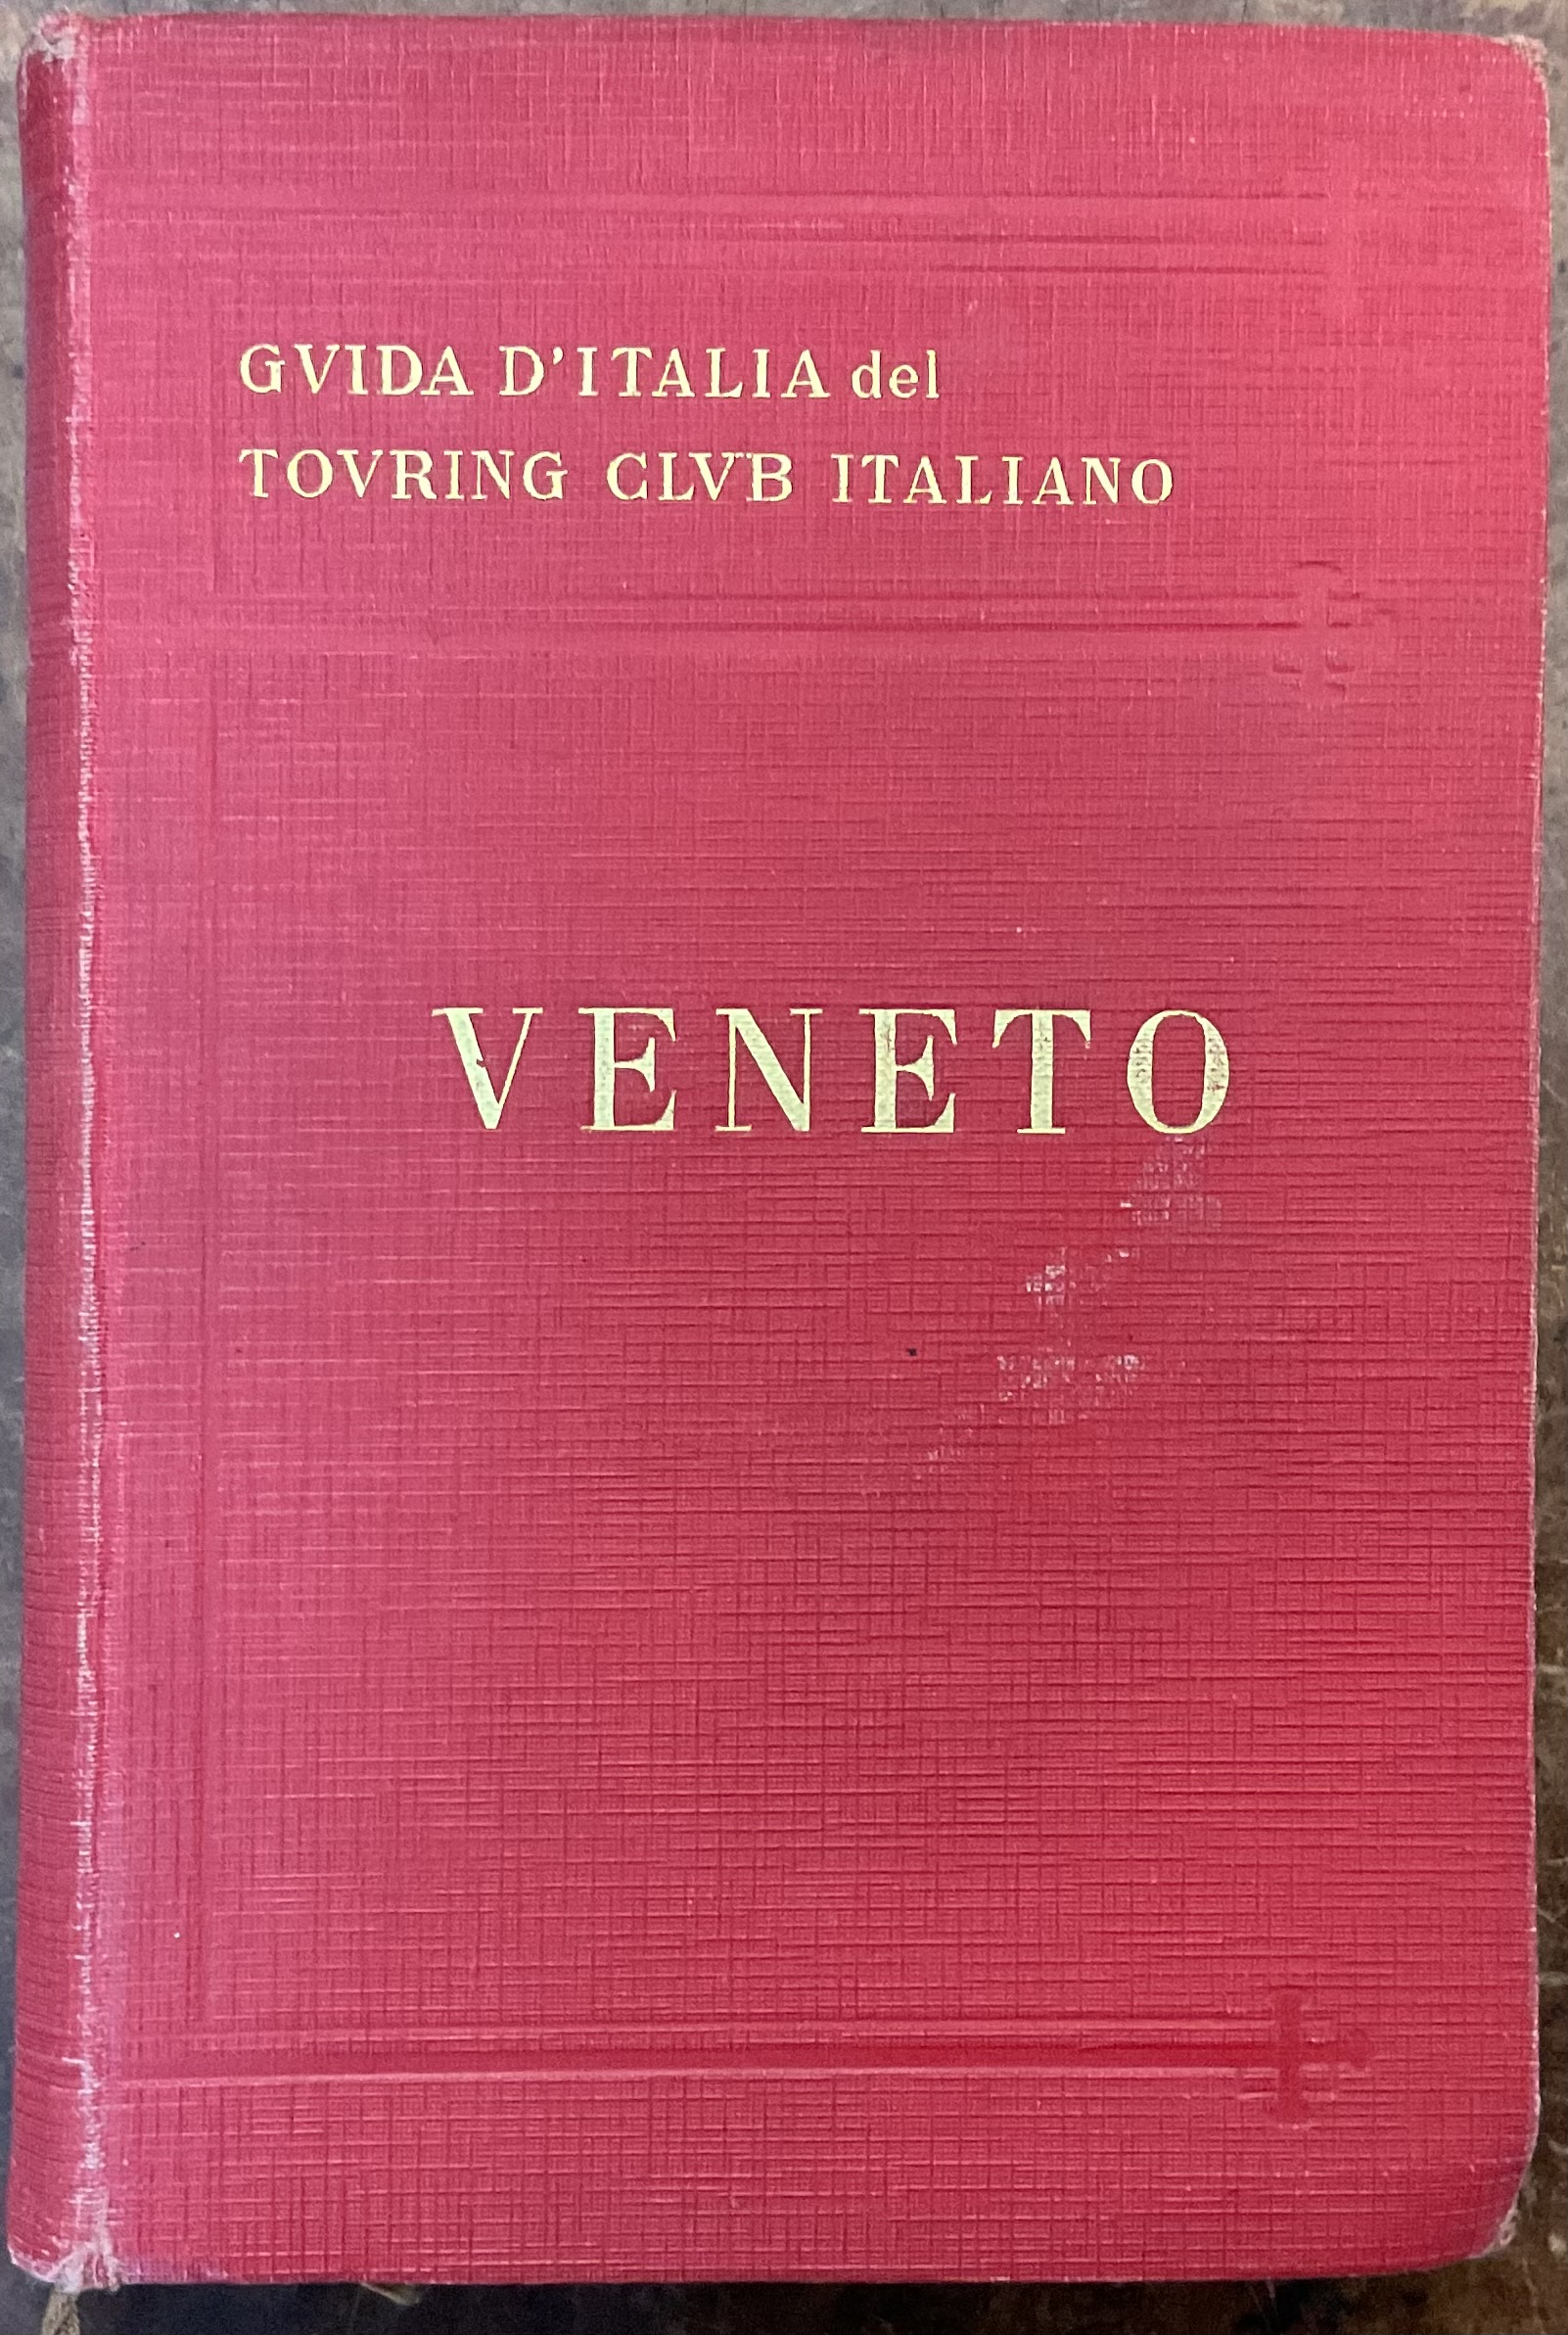 GVIDA D'ITALIA del
TOVRING CLVB ITALIANO
VENETO